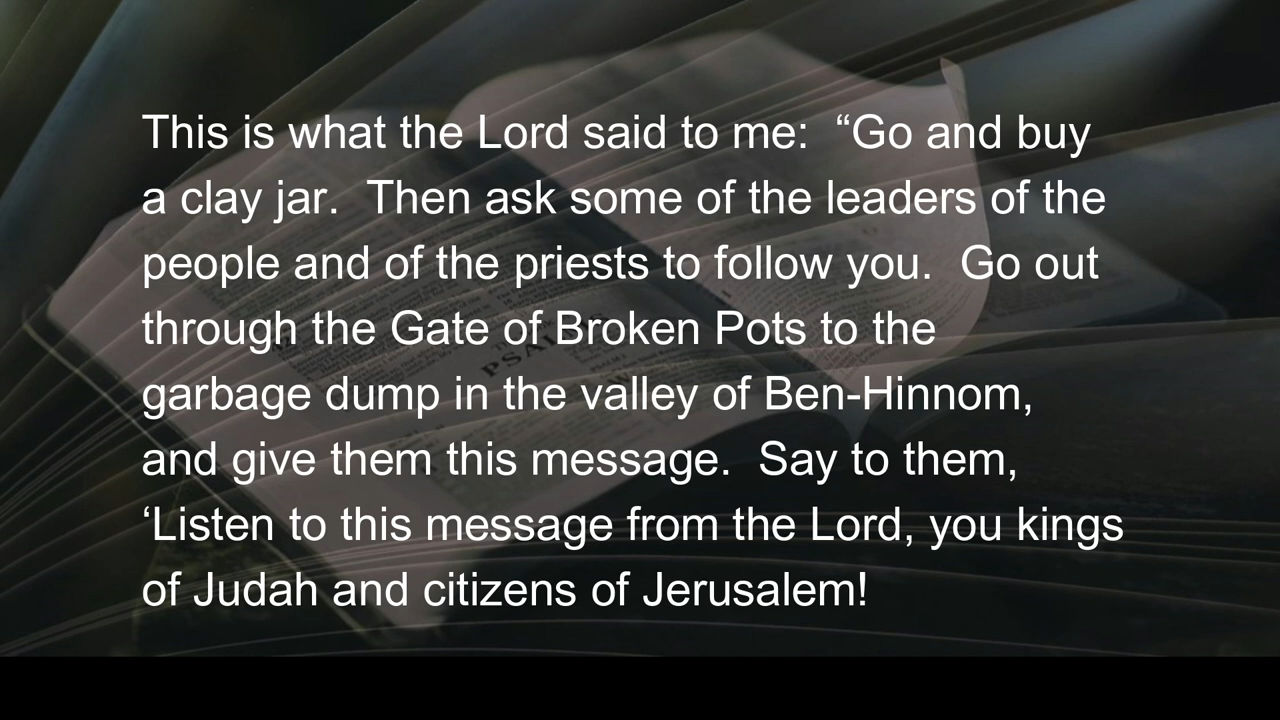 This is what the Lord said to me:  “Go and buy
a clay jar.  Then ask some of the leaders of the
people and of the priests to follow you.  Go out
through the Gate of Broken Pots to the
garbage dump in the valley of Ben-Hinnom,
and give them this message.  Say to them,
‘Listen to this message from the Lord, you kings
of Judah and citizens of Jerusalem!
PSALMS